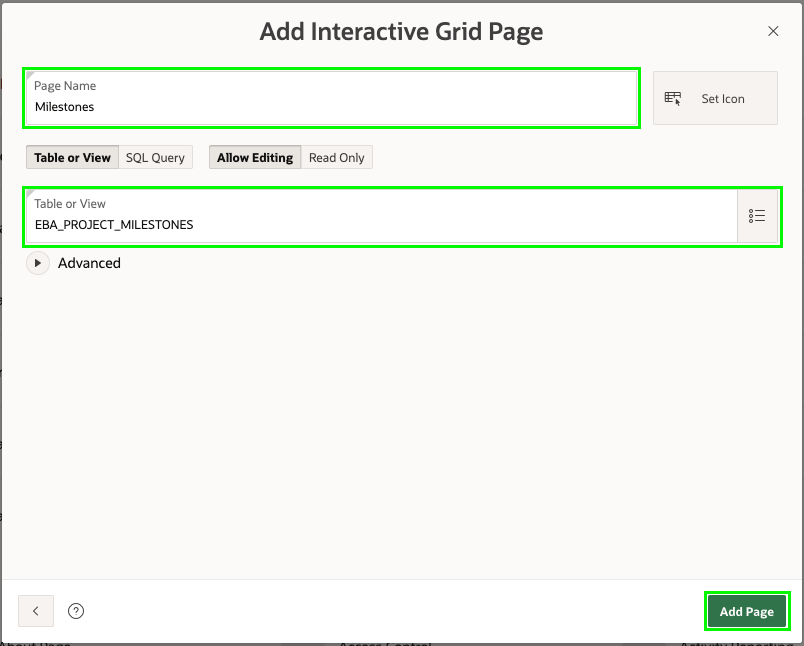 Add Interactive Grid Page
Page Name
Milestones
Set Icon
Table or View SQL Query Allow Editing Read Only
Table or View
EBA_PROJECT_MILESTONES
Advanced
Add Page